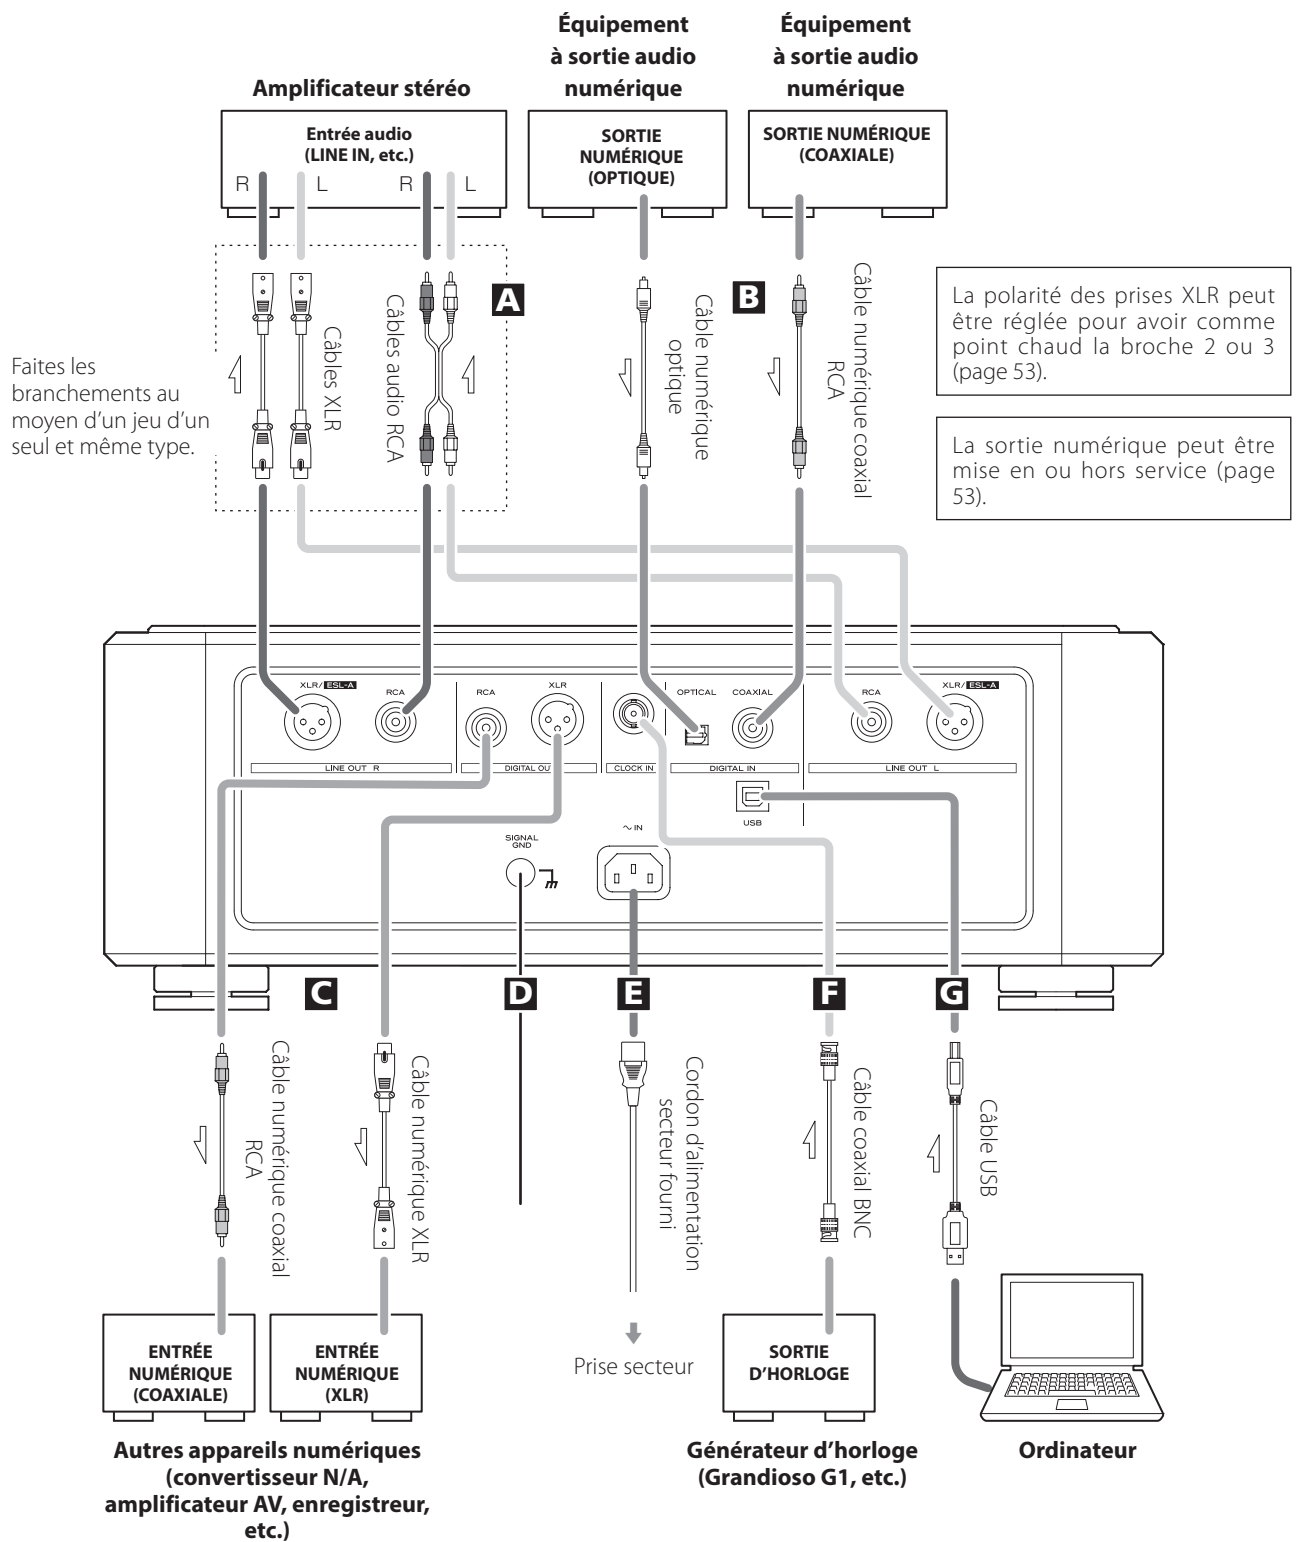 Équipement
à sortie audio
numérique
Équipement
à sortie audio
numérique
Amplificateur stéréo
Entrée audio
(LINE IN, etc.)
R
L
R
L
SORTIE
NUMÉRIQUE
(OPTIQUE)
SORTIE NUMÉRIQUE
(COAXIALE)
A
B
Faites les
branchements au
moyen d'un jeu d'un
seul et même type.
Câbles XLR
Câbles audio RCA
Câble numérique
optique
Câble numérique coaxial
RCA
La polarité des prises XLR peut
être réglée pour avoir comme
point chaud la broche 2 ou 3
(page 53).
La sortie numérique peut être
mise en ou hors service (page
53).
XLR/ ESL-A
RCA
RCA
XLR
OPTICAL
COAXIAL
RCA
XLR/ ESL-A
LINE OUT R
DIGITAL OU
CLOCK IN
DIGITAL IN
LINE OUT L
USB
SIGNAL
GND
~ IN
C
D
E
F
G
Câble numérique coaxial
RCA
Câble numérique XLR
Cordon d'alimentation
secteur fourni
Câble coaxial BNC
Câble USB
ENTRÉE
NUMÉRIQUE
(COAXIALE)
ENTRÉE
NUMÉRIQUE
(XLR)
Prise secteur
SORTIE
D'HORLOGE
Autres appareils numériques
(convertisseur N/A,
amplificateur AV, enregistreur,
etc.)
Générateur d'horloge
(Grandioso G1, etc.)
Ordinateur